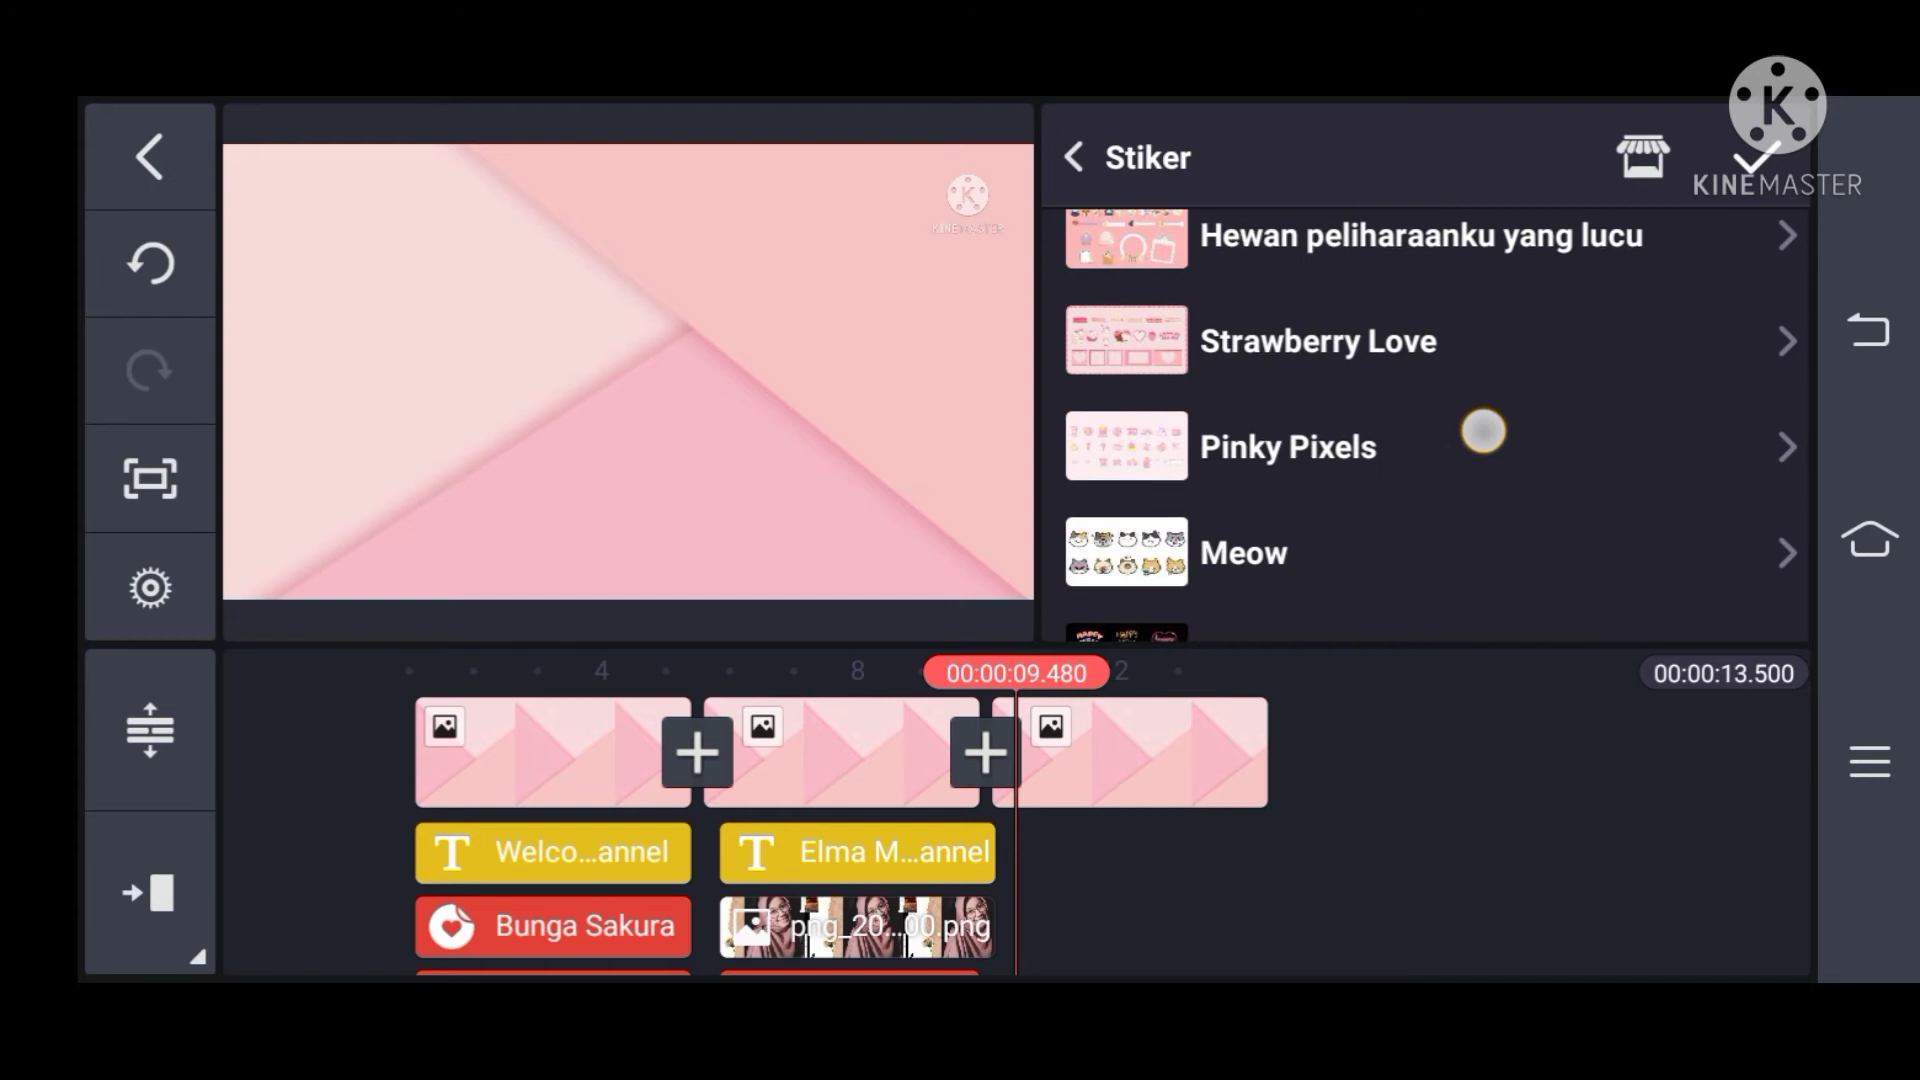 Stiker
KINEMASTER
KINEMASTER
Hewan peliharaanku yang lucu
Strawberry Love
Pinky Pixels
Meow
4
8
00:00:09.480
2
00:00:13.500
T Welco...annel
T Elma M...annel
Bunga Sakura
png_20...00.png